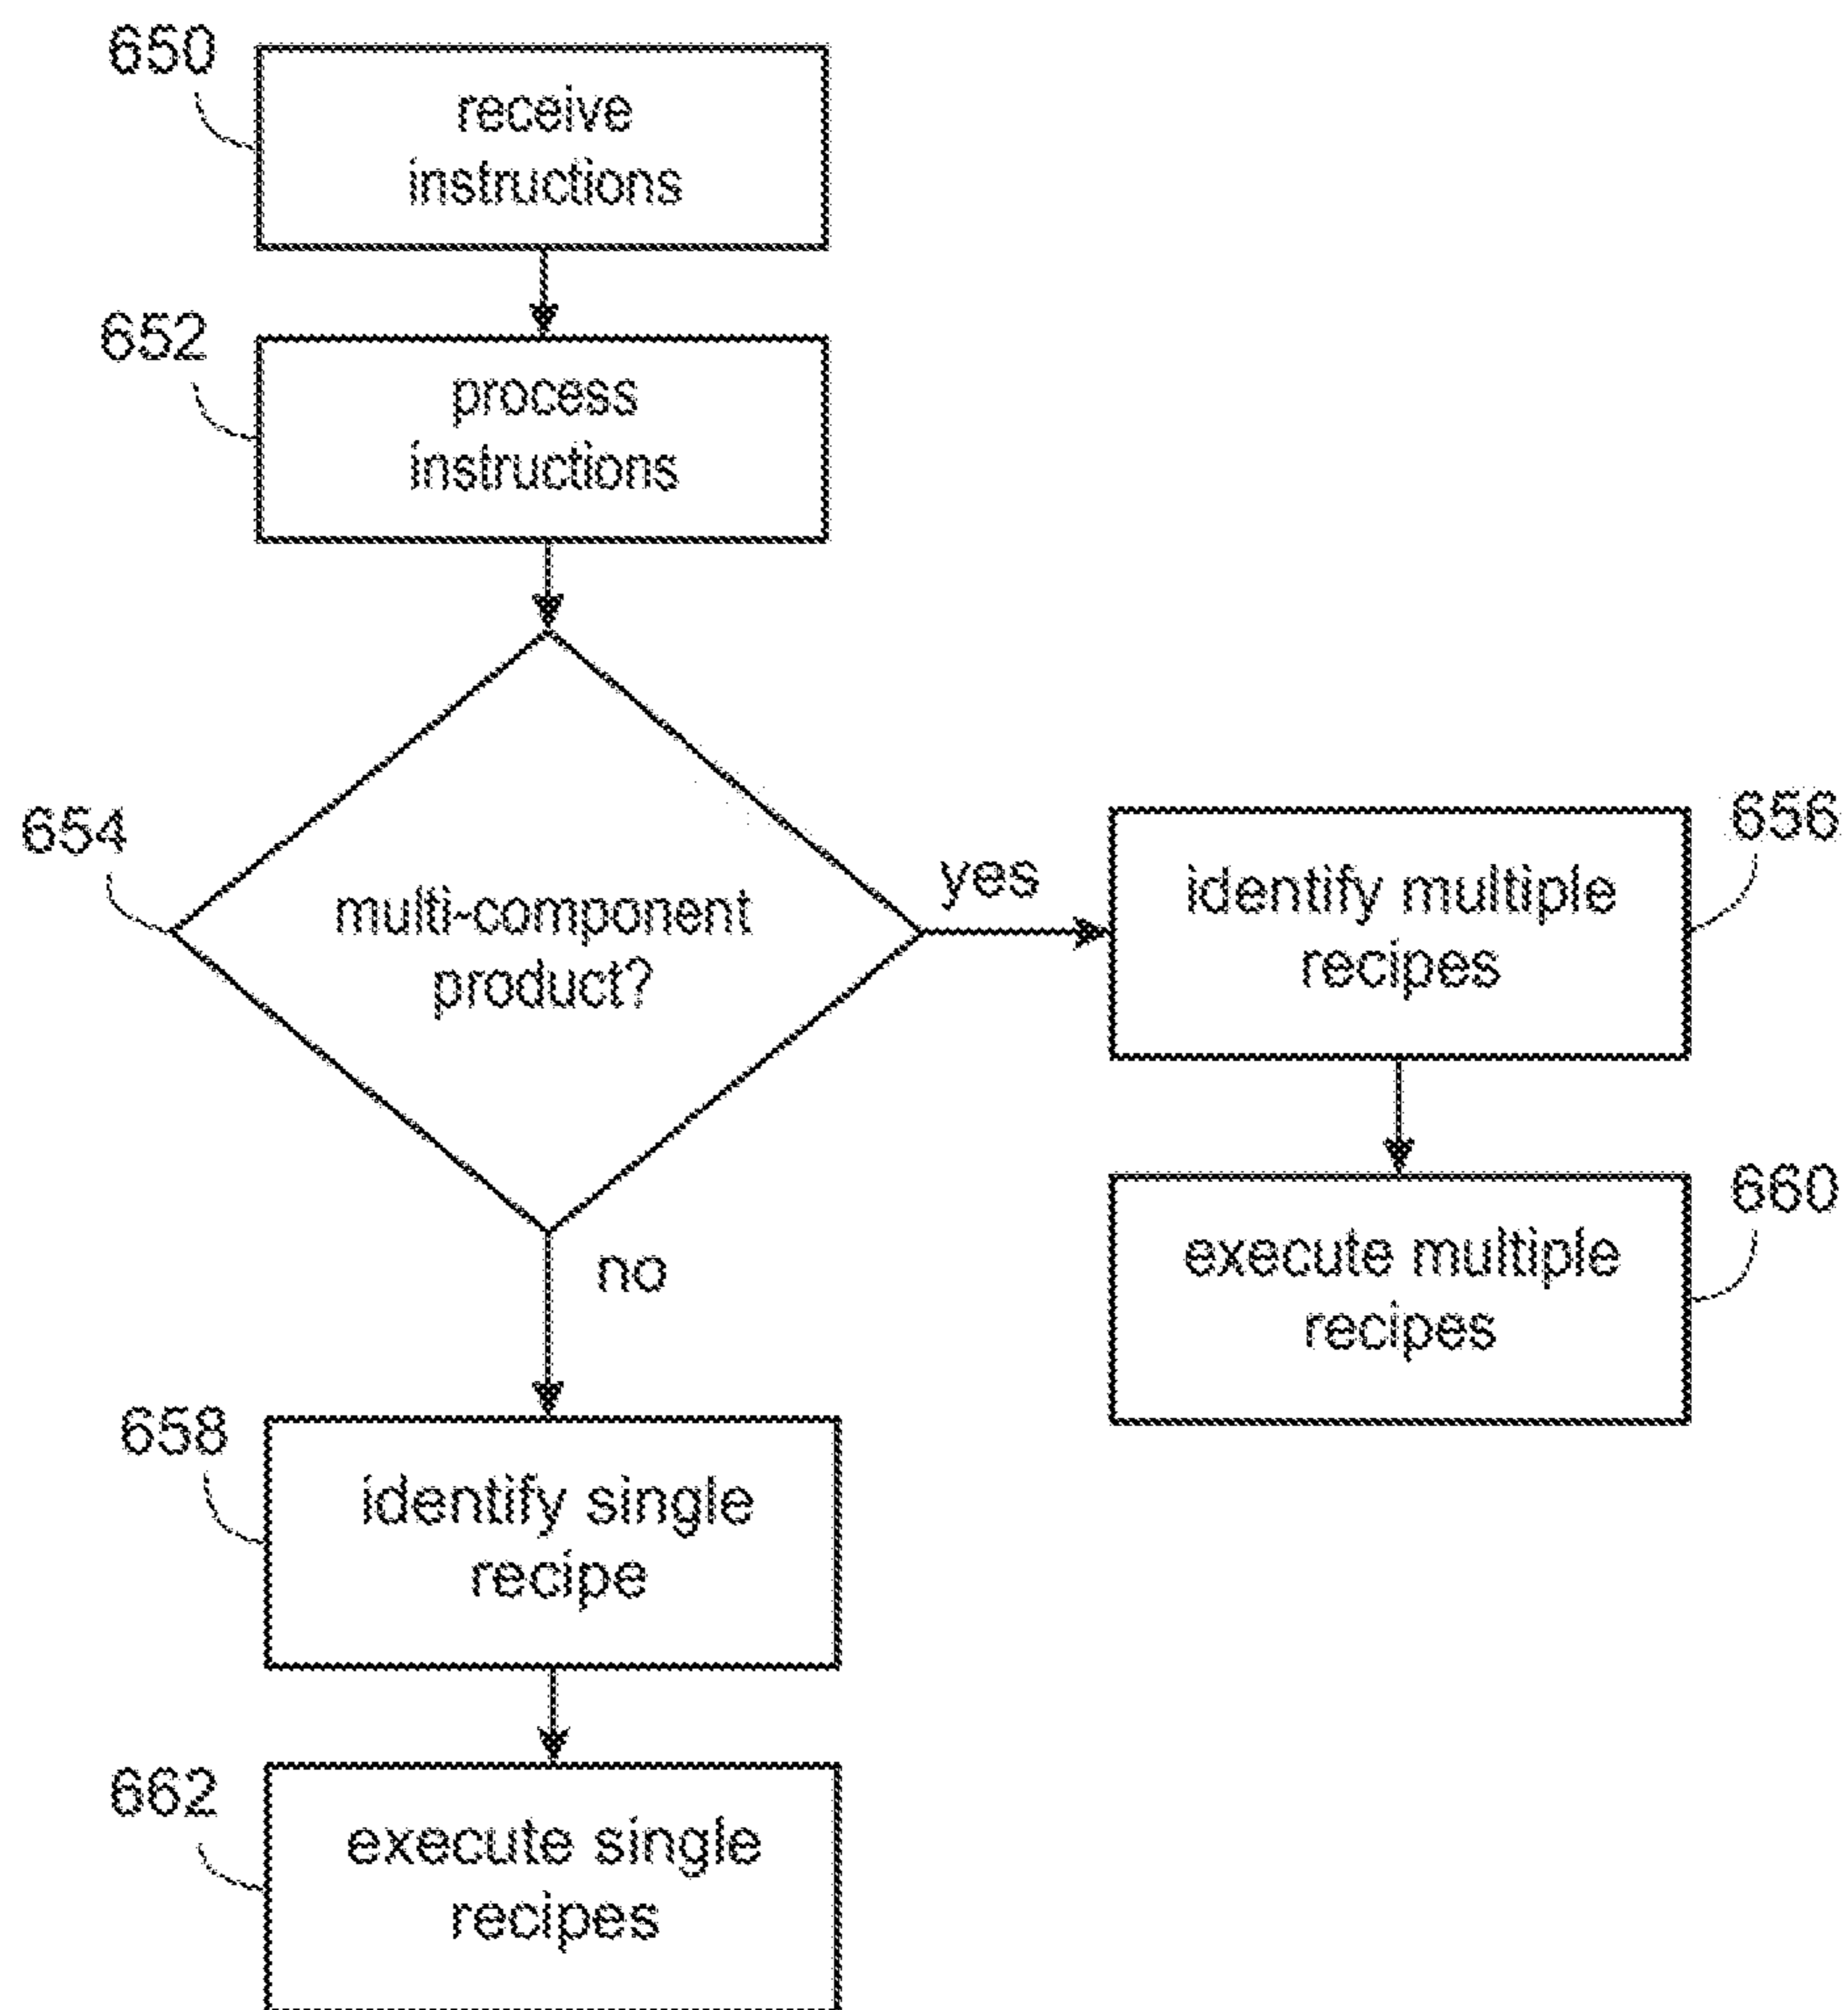 650
receive
instructions
652
process
instructions
654
multi-component
product?
yes
656
identify multiple
recipes
660
execute multiple
recipes
no
658
identify single
recipe
662
execute single
recipes